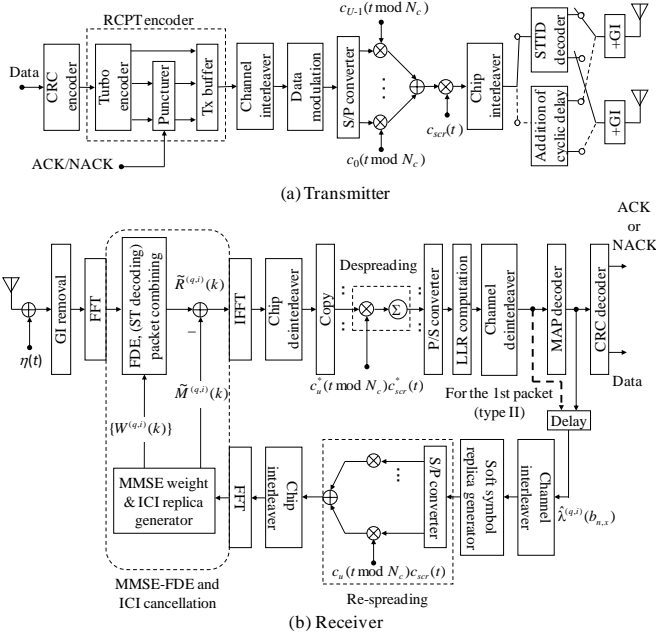 RCPT encoder
Data
CRC encoder
Turbo encoder
Puncturer
Tx buffer
ACK/NACK
Channel interleaver
Data modulation
S/P converter
c_{U-1}(t mod N_c)
c_0(t mod N_c)
c_{scr}(t)
Chip interleaver
STTD decoder
Addition of cyclic delay
+GI
+GI
(a) Transmitter
η(t)
GI removal
FFT
FDE, (ST decoding) packet combining
R̃^{(q,i)}(k)
−
M̃^{(q,i)}(k)
{W^{(q,i)}(k)}
MMSE weight & ICI replica generator
MMSE-FDE and ICI cancellation
IFFT
Chip deinterleaver
Copy
Despreading
Σ
c_u^*(t mod N_c)c_{scr}^*(t)
P/S converter
LLR computation
Channel deinterleaver
MAP decoder
CRC decoder
ACK or NACK
Data
For the 1st packet (type II)
Delay
λ̂^{(q,i)}(b_{n,x})
Channel interleaver
Soft symbol replica generator
S/P converter
c_u(t mod N_c)c_{scr}(t)
Re-spreading
Chip interleaver
FFT
(b) Receiver